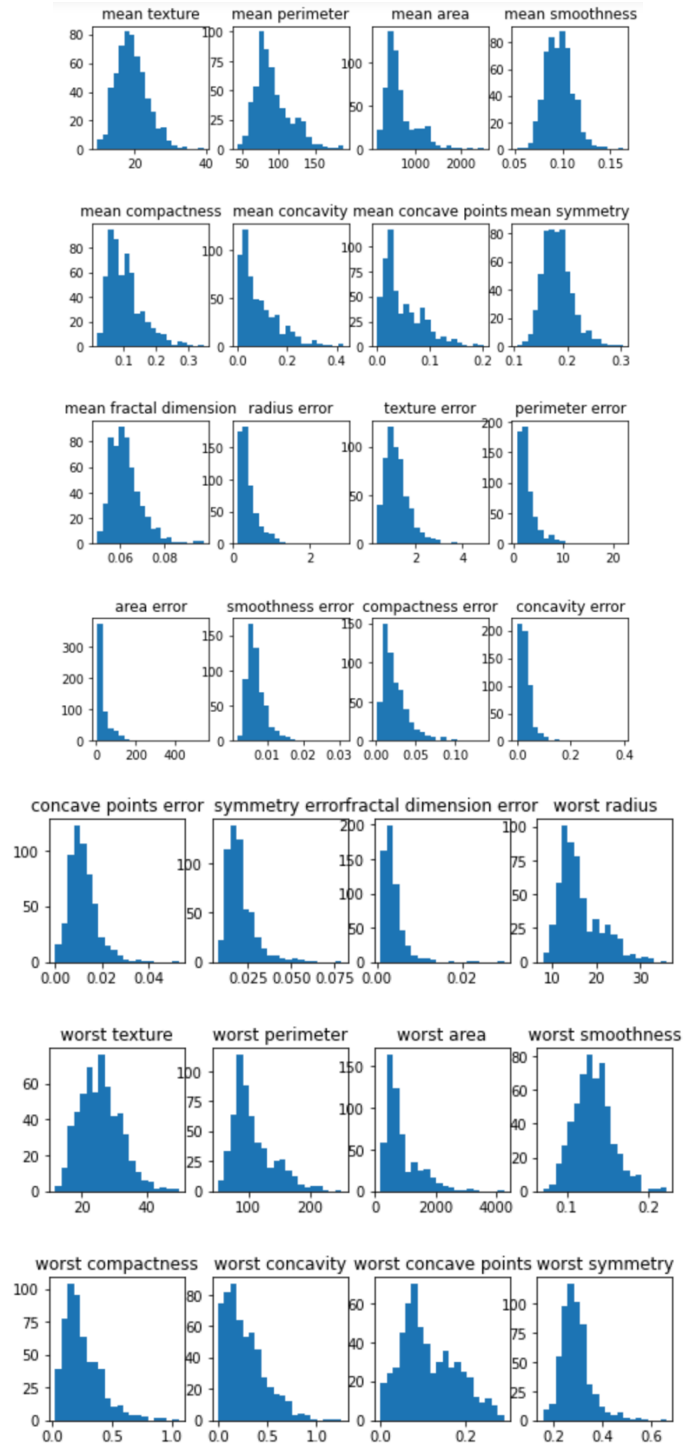 mean texture mean perimeter mean area mean smoothness
80 60 40 20 0 100 75 50 25 0 100 50 0 80 60 40 20 0
20 40 50 100 150 1000 2000 0.05 0.10 0.15
mean compactness mean concavity mean concave points mean symmetry
80 60 40 20 0 100 50 0 100 75 50 25 0 80 60 40 20 0
0.1 0.2 0.3 0.0 0.2 0.4 0.0 0.1 0.2 0.1 0.2 0.3
mean fractal dimension radius error texture error perimeter error
80 60 40 20 0 150 100 50 0 100 50 0 200 150 100 50 0
0.06 0.08 0 2 2 4 0 10 20
area error smoothness error compactness error concavity error
300 200 100 0 150 100 50 0 150 100 50 0 200 150 100 50 0
0 200 400 0.01 0.02 0.03 0.00 0.05 0.10 0.0 0.2 0.4
concave points error symmetry error fractal dimension error worst radius
100 50 0 100 50 0 200 150 100 50 0 100 75 50 25 0
0.00 0.02 0.04 0.025 0.050 0.075 0.00 0.02 10 20 30
worst texture worst perimeter worst area worst smoothness
60 40 20 0 100 75 50 25 0 150 100 50 0 80 60 40 20 0
20 40 100 200 0 2000 4000 0.1 0.2
worst compactness worst concavity worst concave points worst symmetry
100 75 50 25 0 80 60 40 20 0 60 40 20 0 100 75 50 25 0
0.0 0.5 1.0 0.0 0.5 1.0 0.0 0.2 0.2 0.4 0.6